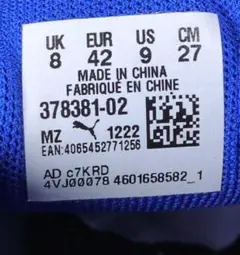 UK EUR US CM
8 42 9 27
MADE IN CHINA
FABRIQUÉ EN CHINE
378381-02
MZ 1222
EAN:4065452771256
AD c7KRD
4VJ00078 4601658582_1